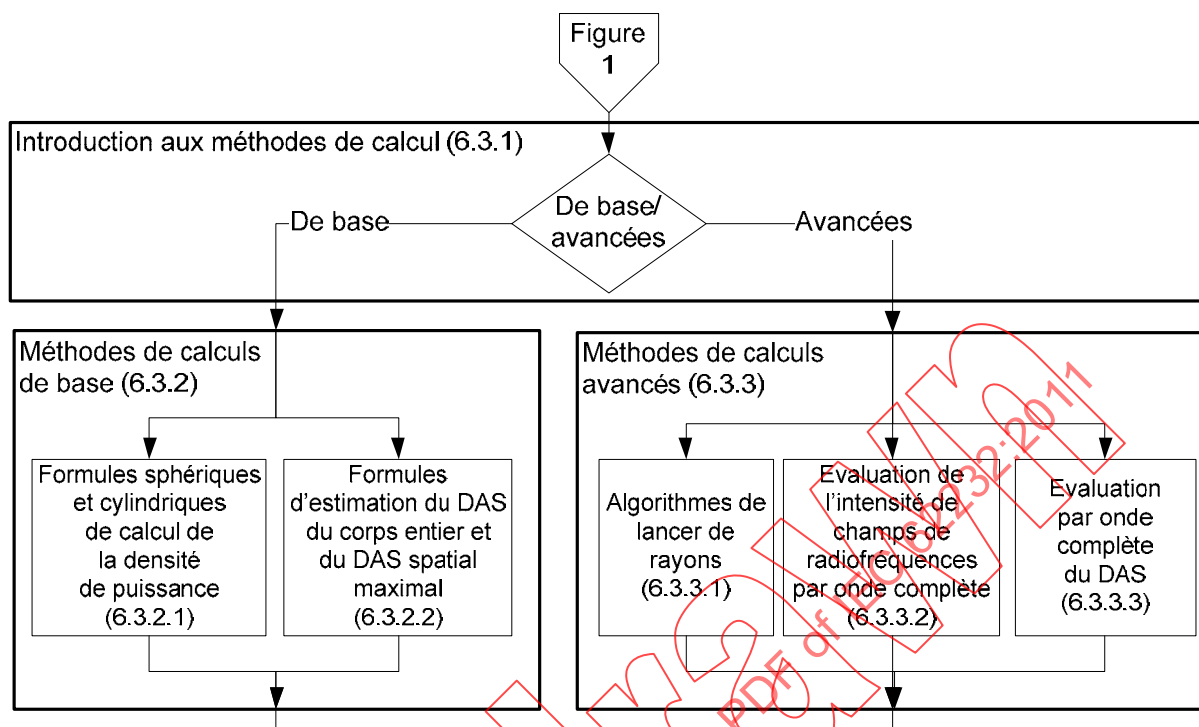 Figure
1
Introduction aux méthodes de calcul (6.3.1)
De base/
avancées
De base
Avancées
Méthodes de calculs
de base (6.3.2)
Formules sphériques
et cylindriques
de calcul de
la densité
de puissance
(6.3.2.1)
Formules
d'estimation du DAS
du corps entier et
du DAS spatial
maximal
(6.3.2.2)
Méthodes de calculs
avancés (6.3.3)
Algorithmes de
lancer de
rayons
(6.3.3.1)
Evaluation de
l'intensité de
champs de
radiofréquences
par onde complète
(6.3.3.2)
Evaluation
par onde
complète
du DAS
(6.3.3.3)
PDF of IEC 62232:2011